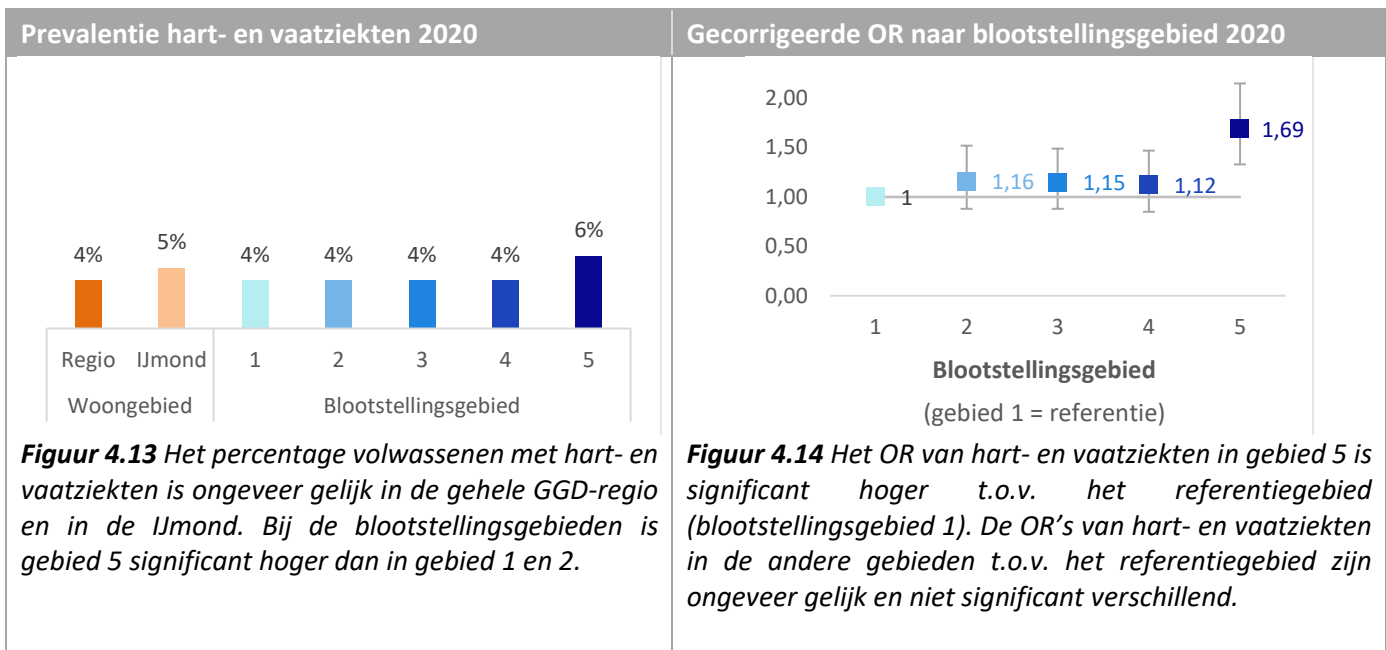 Prevalentie hart- en vaatziekten 2020
4%
5%
4%
4%
4%
4%
6%
Regio IJmond 1 2 3 4 5
Woongebied Blootstellingsgebied
Figuur 4.13 Het percentage volwassenen met hart- en
vaatziekten is ongeveer gelijk in de gehele GGD-regio
en in de IJmond. Bij de blootstellingsgebieden is
gebied 5 significant hoger dan in gebied 1 en 2.
Gecorrigeerde OR naar blootstellingsgebied 2020
2,00
1,50
1,00
0,50
0,00
1
1,16
1,15
1,12
1,69
1 2 3 4 5
Blootstellingsgebied
(gebied 1 = referentie)
Figuur 4.14 Het OR van hart- en vaatziekten in gebied 5 is
significant hoger t.o.v. het referentiegebied
(blootstellingsgebied 1). De OR’s van hart- en vaatziekten
in de andere gebieden t.o.v. het referentiegebied zijn
ongeveer gelijk en niet significant verschillend.